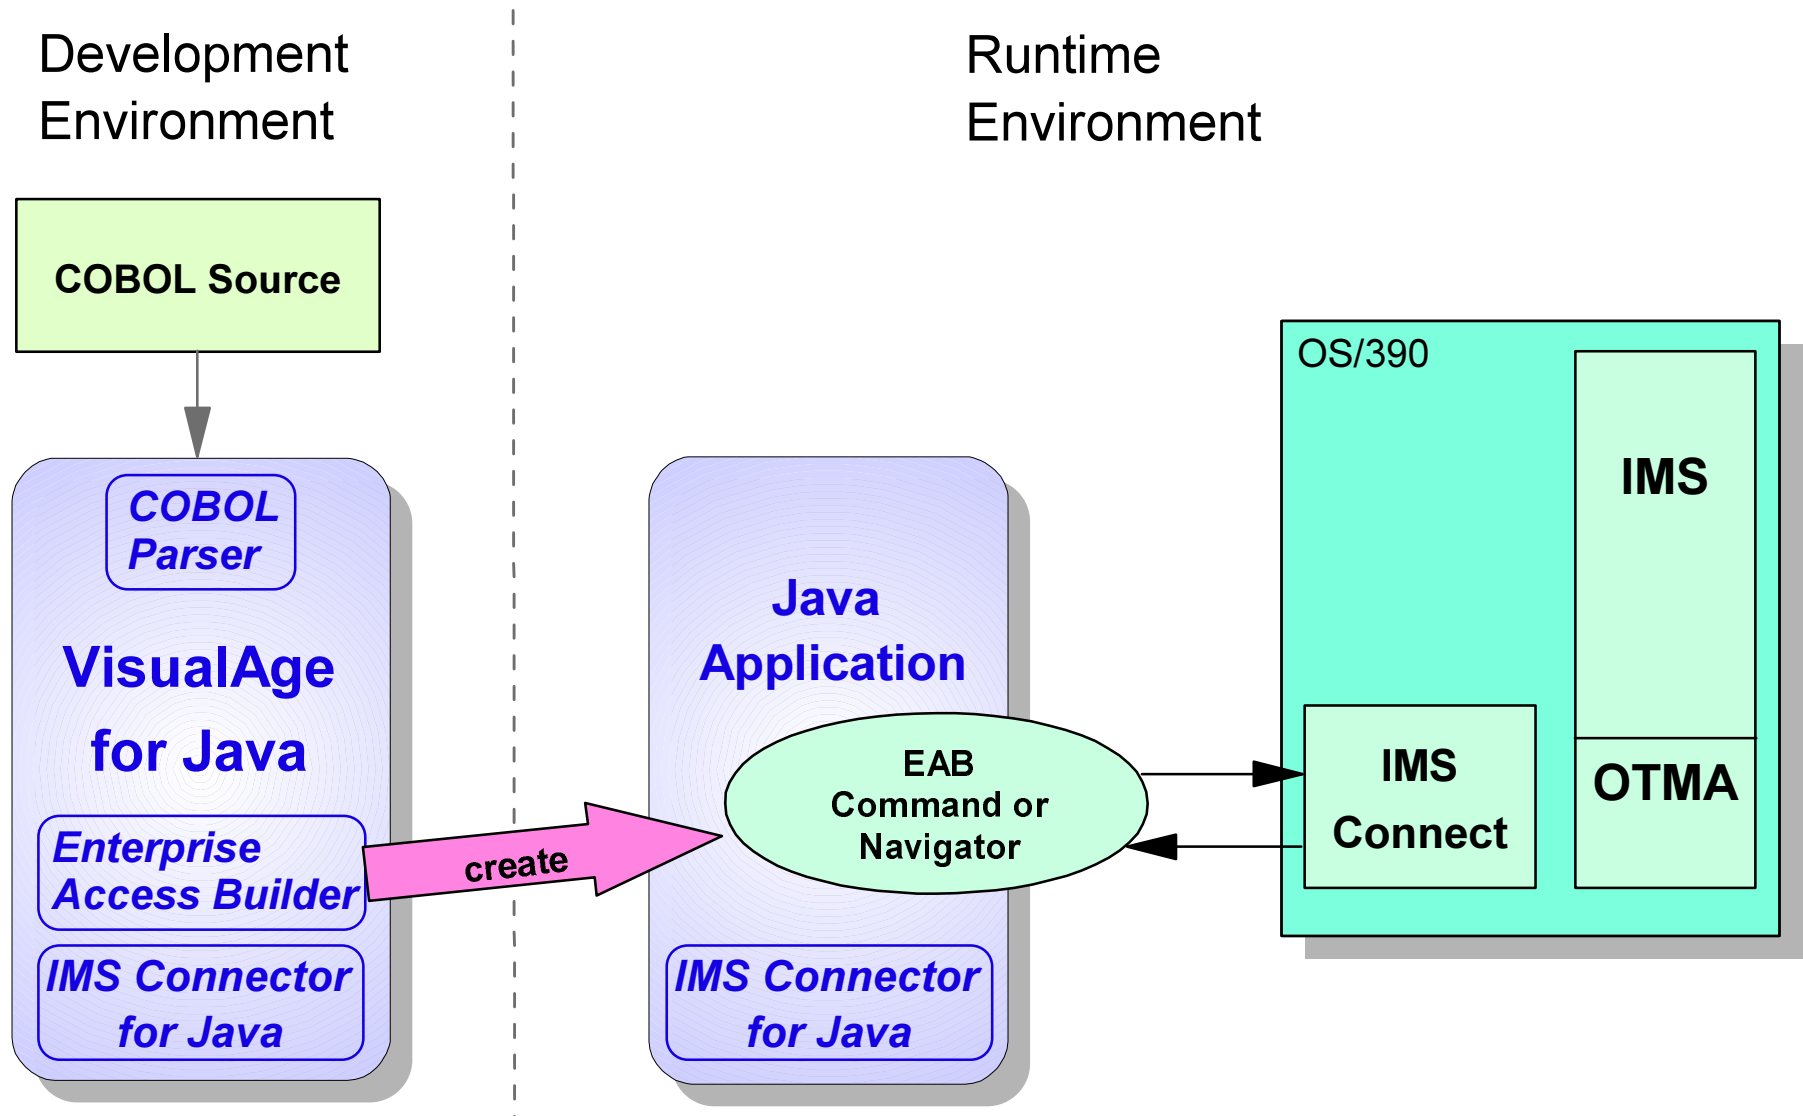 Development
Environment
Runtime
Environment
COBOL Source
COBOL
Parser
VisualAge
for Java
Enterprise
Access Builder
IMS Connector
for Java
create
Java
Application
EAB
Command or
Navigator
IMS Connector
for Java
OS/390
IMS
IMS
Connect
OTMA